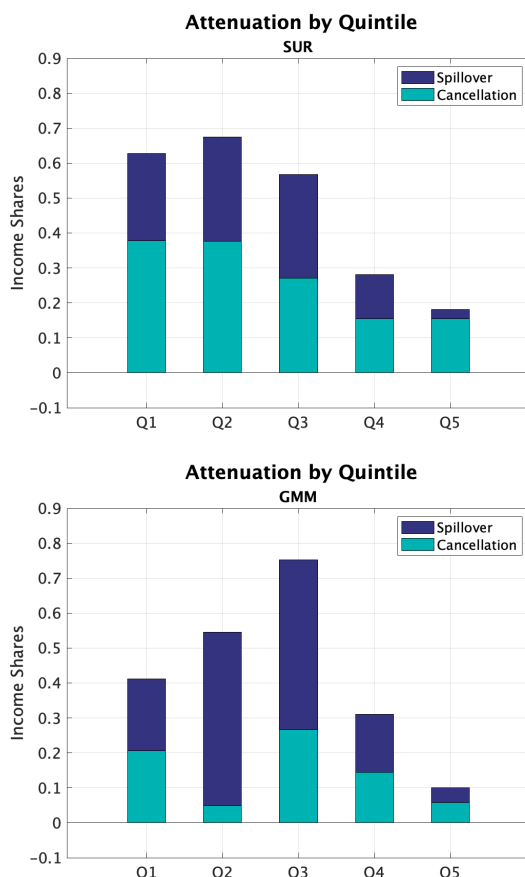 Attenuation by Quintile
SUR
0.9
0.8
0.7
0.6
0.5
0.4
0.3
0.2
0.1
0
−0.1
Income Shares
Spillover
Cancellation
Q1 Q2 Q3 Q4 Q5
Attenuation by Quintile
GMM
0.9
0.8
0.7
0.6
0.5
0.4
0.3
0.2
0.1
0
−0.1
Income Shares
Spillover
Cancellation
Q1 Q2 Q3 Q4 Q5